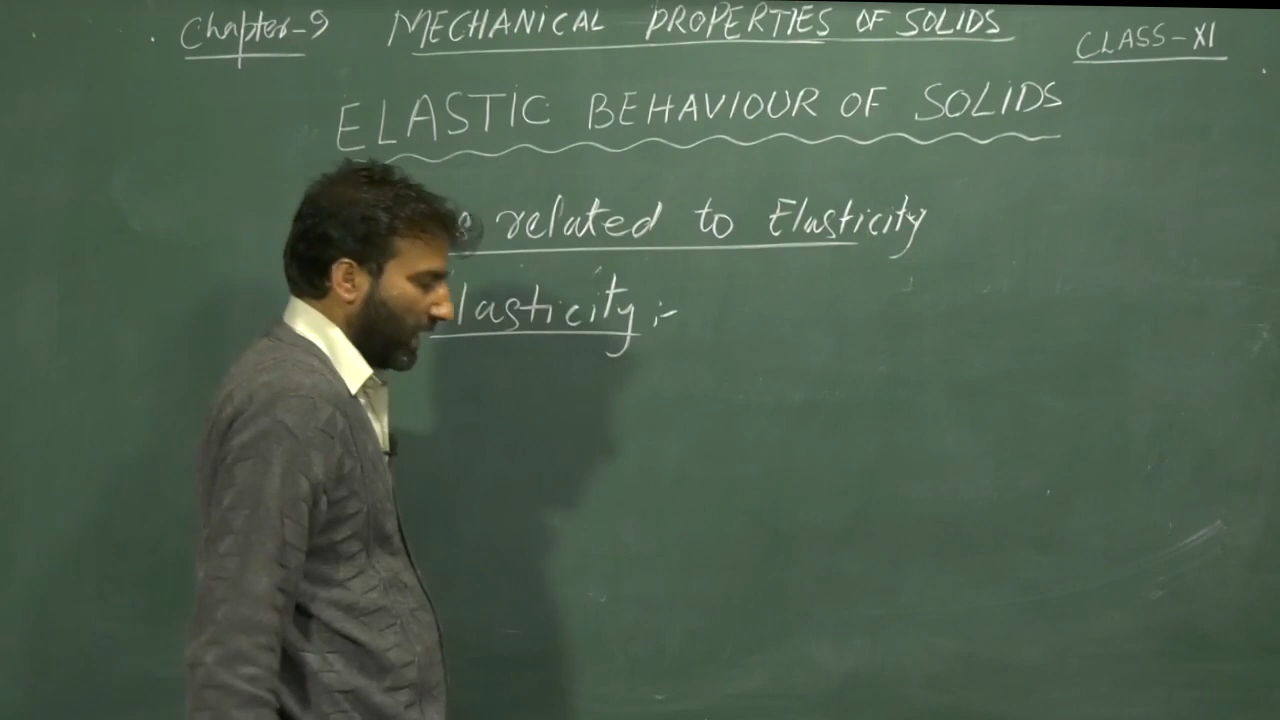 Chapter-9 MECHANICAL PROPERTIES OF SOLIDS CLASS-XI
ELASTIC BEHAVIOUR OF SOLIDS
related to Elasticity
lasticity :-